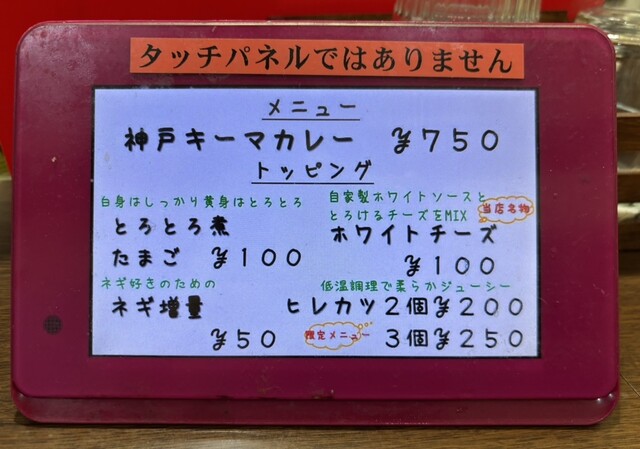 タッチパネルではありません
メニュー
神戸キーマカレー ¥750
トッピング
白身はしっかり黄身はとろとろ
とろとろ煮
たまご ¥100
自家製ホワイトソースと
とろけるチーズをMIX
当店名物
ホワイトチーズ
¥100
ネギ好きのための
ネギ増量
¥50
低温調理で柔らかジューシー
ヒレカツ2個¥200
限定メニュー
3個¥250